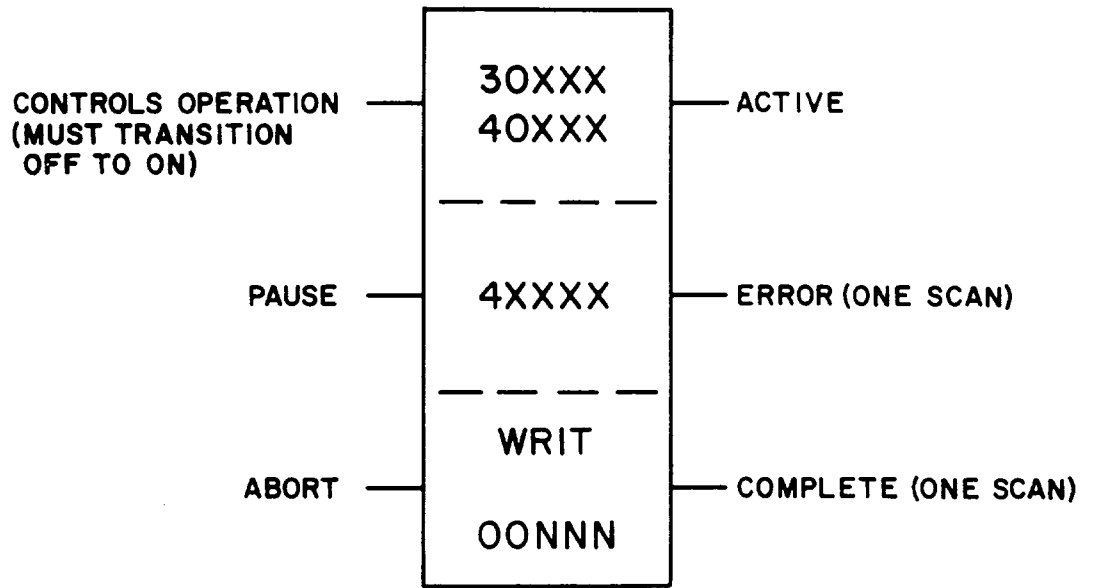 30XXX
CONTROLS OPERATION
ACTIVE
(MUST TRANSITION
40XXX
OFF TO ON)
PAUSE
4XXXX
ERROR (ONE SCAN)
WRIT
ABORT
COMPLETE (ONE SCAN)
00NNN